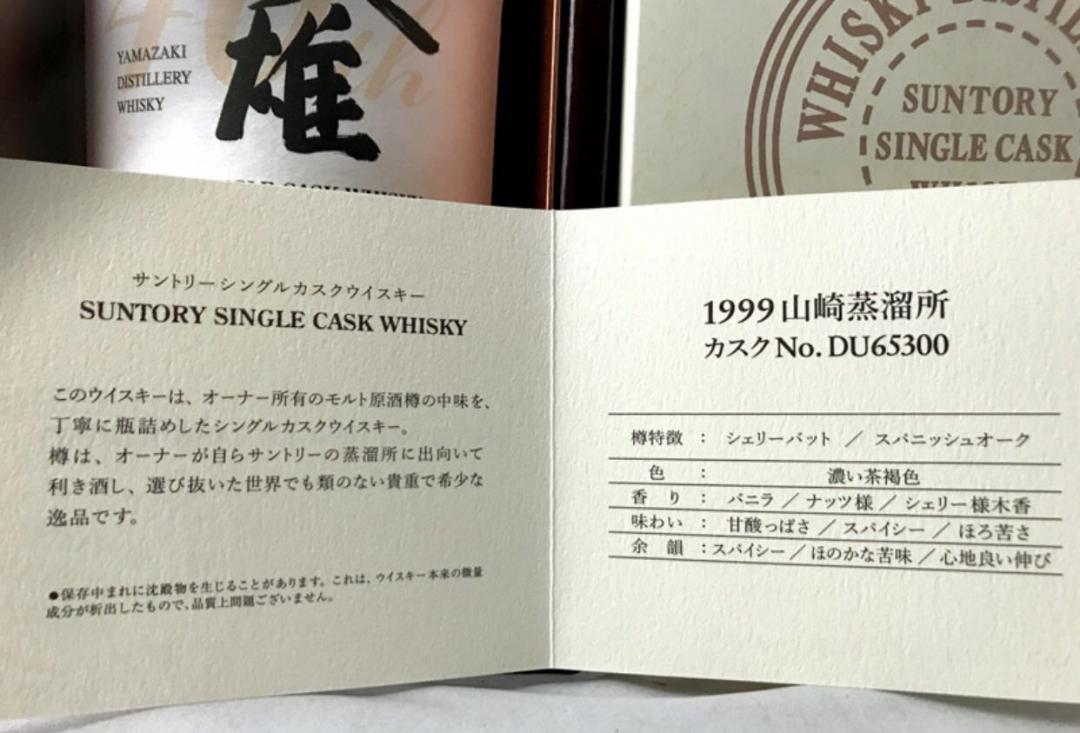 YAMAZAKI
DISTILLERY
WHISKY
雄
WHISKY
SUNTORY
SINGLE CASK
サントリーシングルカスクウイスキー
SUNTORY SINGLE CASK WHISKY
このウイスキーは、オーナー所有のモルト原酒樽の中味を、
丁寧に瓶詰めしたシングルカスクウイスキー。
樽は、オーナーが自らサントリーの蒸溜所に出向いて
利き酒し、選び抜いた世界でも類のない貴重で希少な
逸品です。
●保存中まれに沈殿物を生じることがあります。これは、ウイスキー本来の微量
成分が析出したもので、品質上問題ございません。
1999 山崎蒸溜所
カスクNo. DU65300
樽特徴 : シェリーバット / スパニッシュオーク
色 : 濃い茶褐色
香り : バニラ / ナッツ様 / シェリー様木香
味わい : 甘酸っぱさ / スパイシー / ほろ苦さ
余韻 : スパイシー / ほのかな苦味 / 心地良い伸び